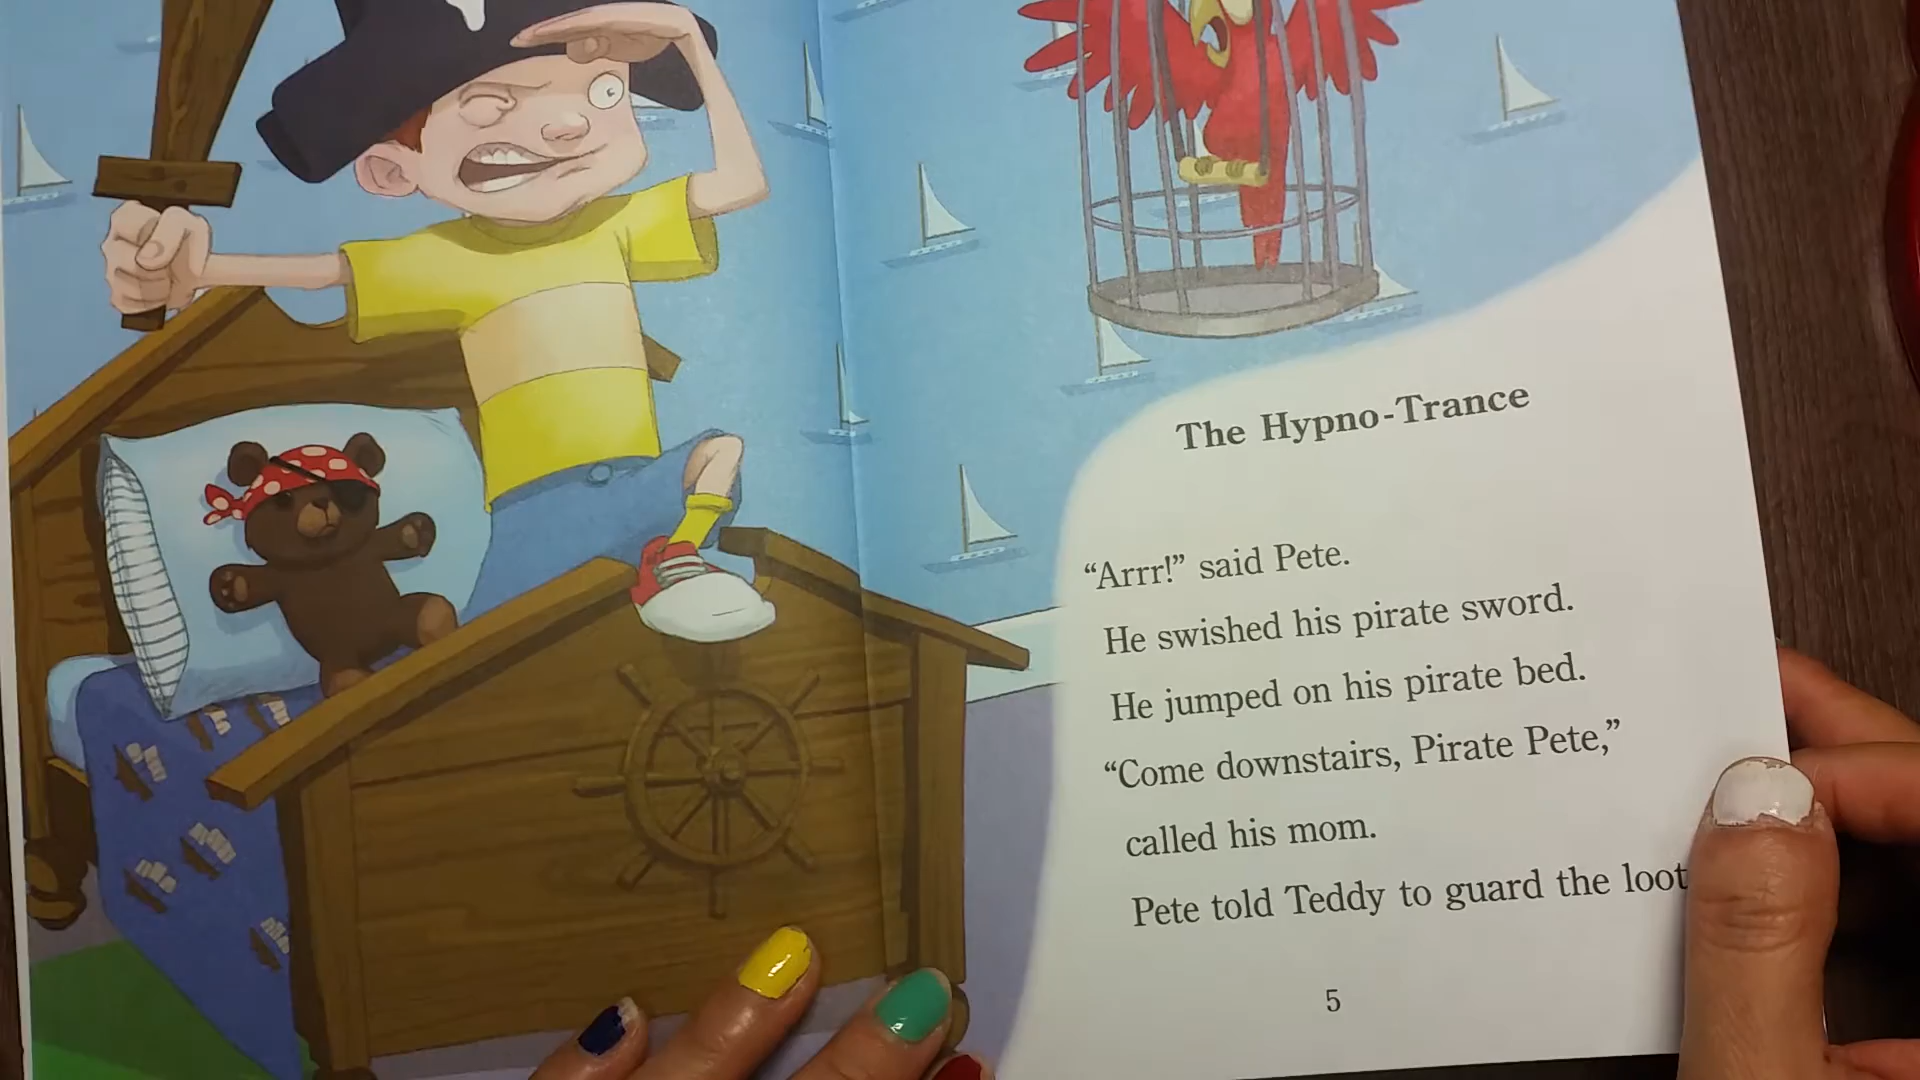 The Hypno-Trance
“Arrr!” said Pete.
He swished his pirate sword.
He jumped on his pirate bed.
“Come downstairs, Pirate Pete,”
called his mom.
Pete told Teddy to guard the loot
5